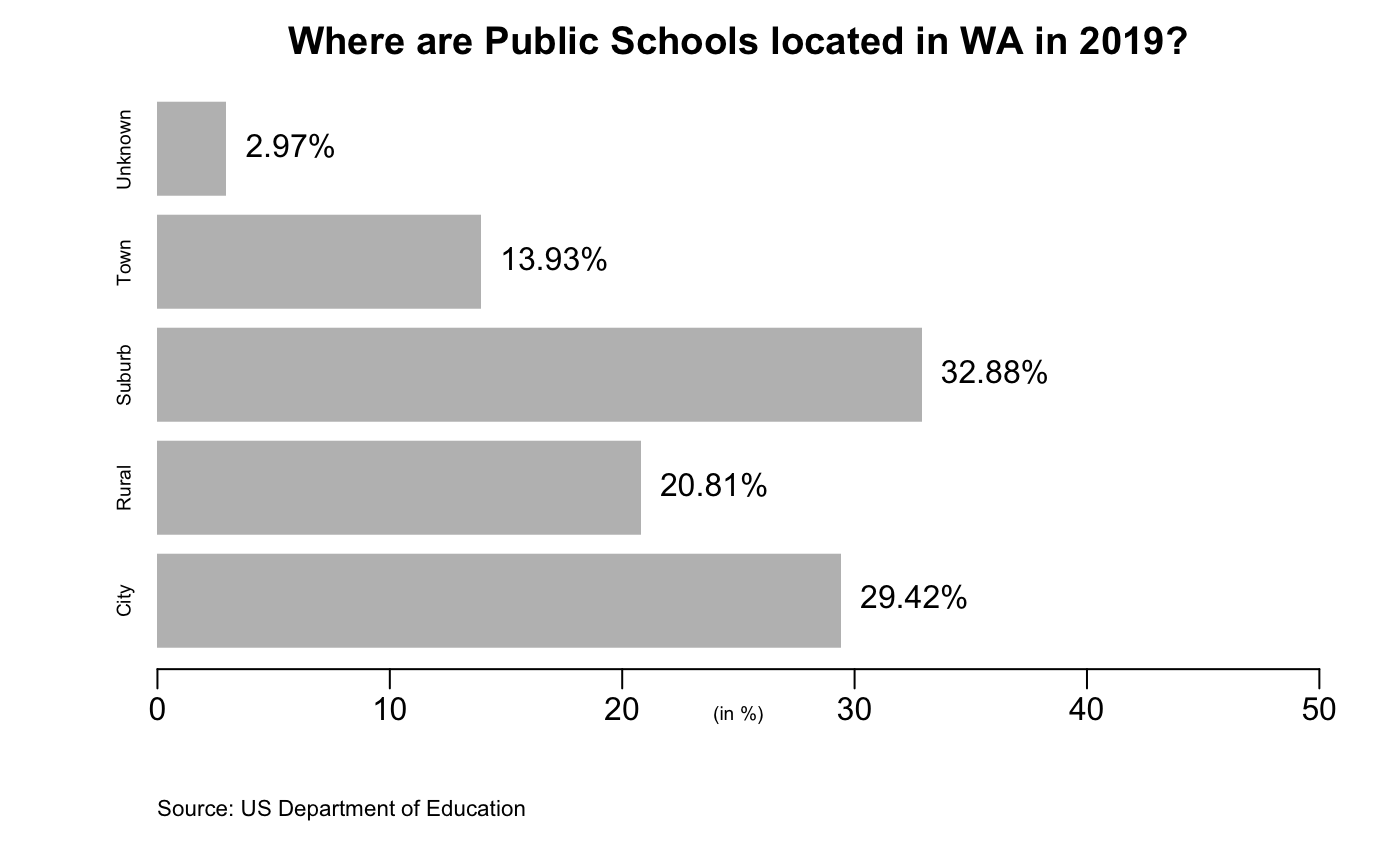 Where are Public Schools located in WA in 2019?
Unknown
2.97%
Town
13.93%
Suburb
32.88%
Rural
20.81%
City
29.42%
0 10 20 30 40 50
(in %)
Source: US Department of Education